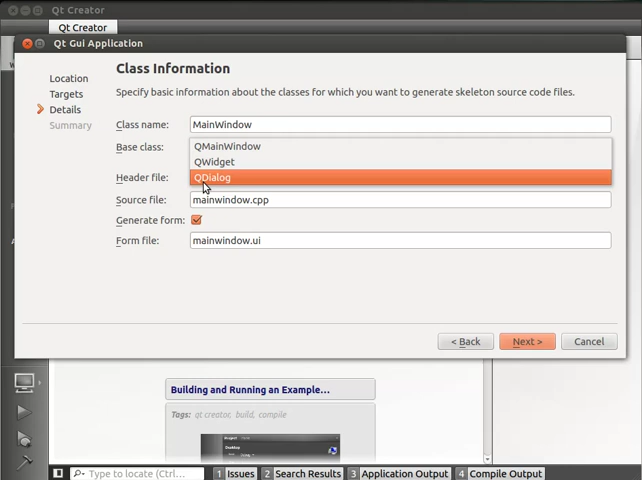 Qt Creator
Qt Creator
Qt Gui Application
Location
Targets
Details
Summary
Class Information
Specify basic information about the classes for which you want to generate skeleton source code files.
Class name: MainWindow
Base class: QMainWindow
QWidget
Header file: QDialog
Source file: mainwindow.cpp
Generate form:
Form file: mainwindow.ui
< Back Next > Cancel
Building and Running an Example...
Tags: qt creator, build, compile
Type to locate (Ctrl... 1 Issues 2 Search Results 3 Application Output 4 Compile Output